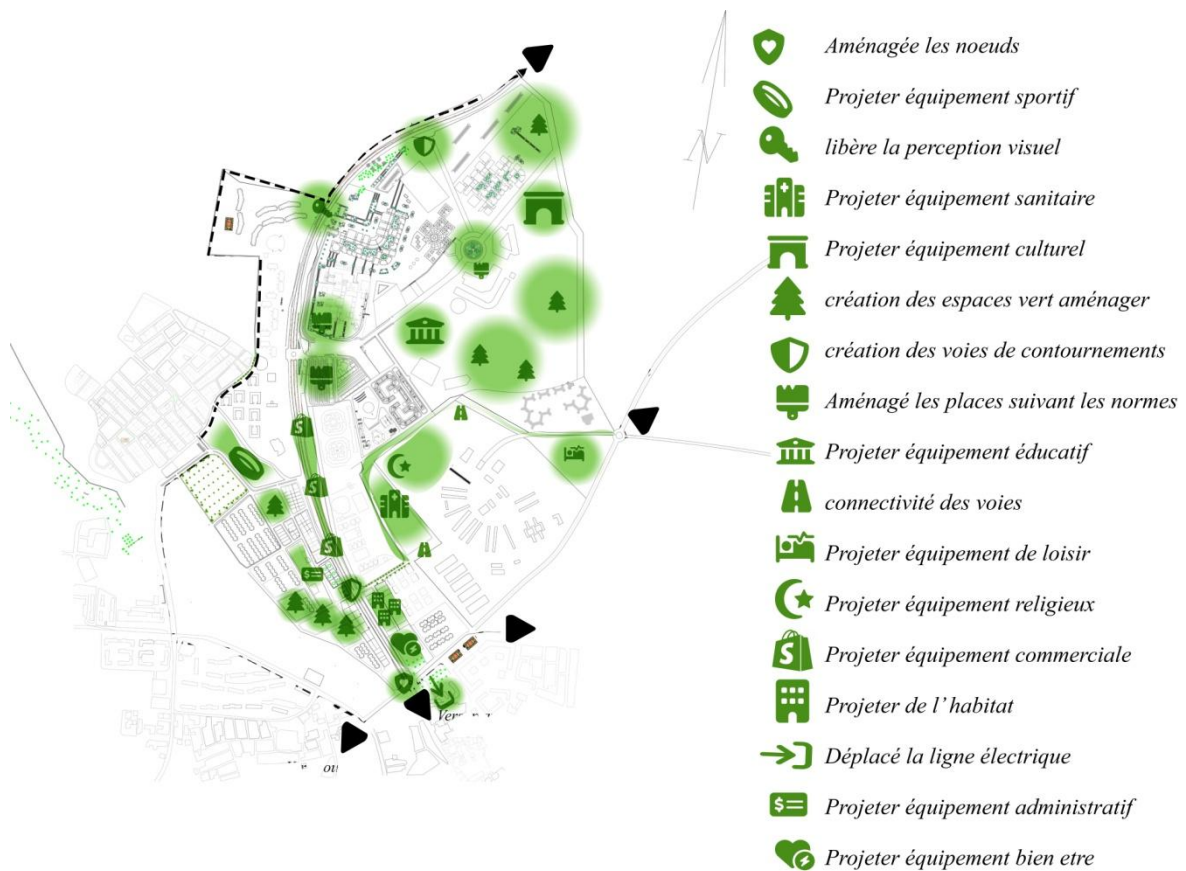 N
Aménagée les noeuds
Projeter équipement sportif
libère la perception visuel
Projeter équipement sanitaire
Projeter équipement culturel
création des espaces vert aménager
création des voies de contournements
Aménagé les places suivant les normes
Projeter équipement éducatif
connectivité des voies
Projeter équipement de loisir
Projeter équipement religieux
Projeter équipement commerciale
Projeter de l’habitat
Déplacé la ligne électrique
Projeter équipement administratif
Projeter équipement bien etre